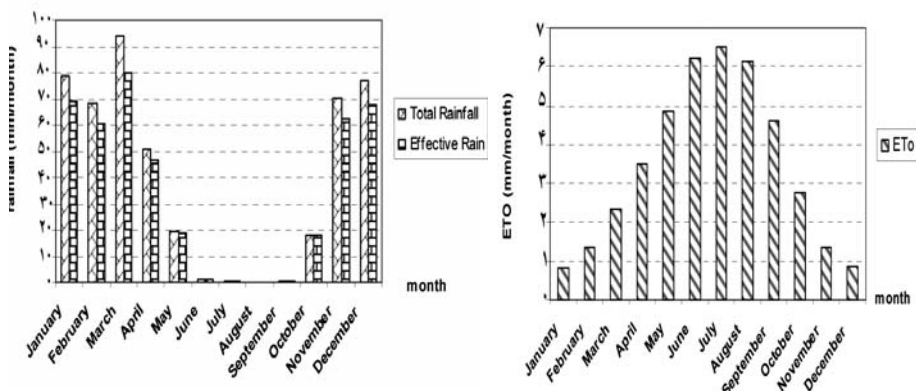 rainfall (mm/month)
۱۰۰
۹۰
۸۰
۷۰
۶۰
۵۰
۴۰
۳۰
۲۰
۱۰
۰
Total Rainfall
Effective Rain
month
January
February
March
April
May
June
July
August
September
October
November
December
ETO (mm/month)
۷
۶
۵
۴
۳
۲
۱
۰
ETo
month
January
February
March
April
May
June
July
August
September
October
November
December